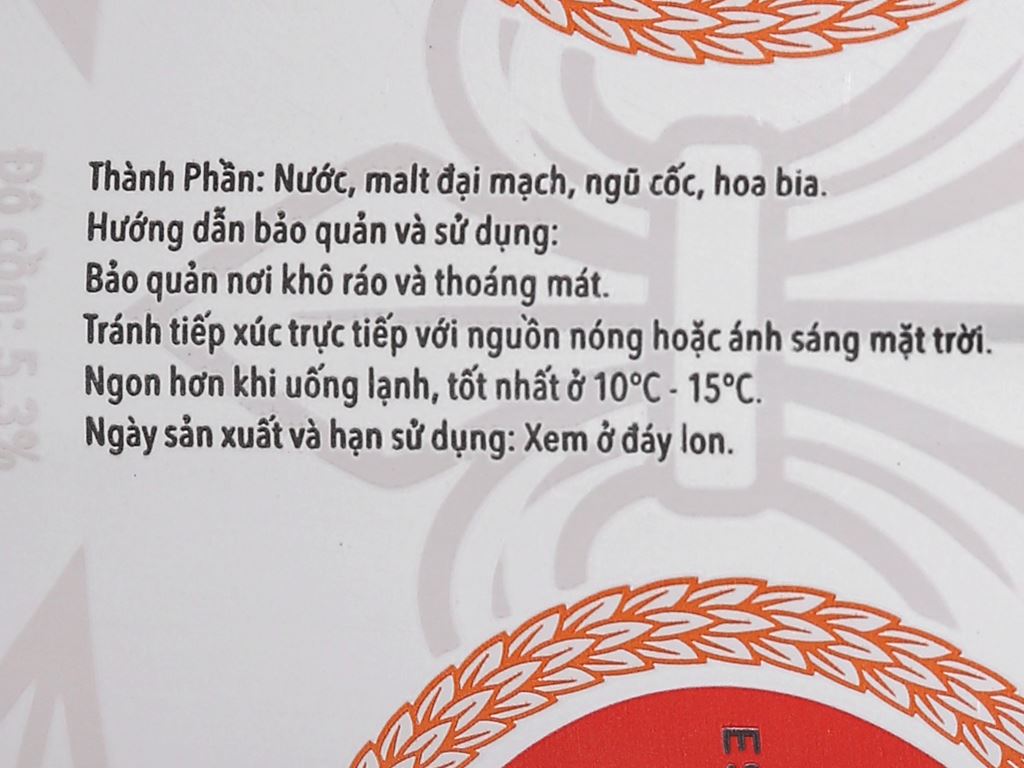 Thành Phần: Nước, malt đại mạch, ngũ cốc, hoa bia.
Hướng dẫn bảo quản và sử dụng:
Bảo quản nơi khô ráo và thoáng mát.
Tránh tiếp xúc trực tiếp với nguồn nóng hoặc ánh sáng mặt trời.
Ngon hơn khi uống lạnh, tốt nhất ở 10°C - 15°C.
Ngày sản xuất và hạn sử dụng: Xem ở đáy lon.
Độ cồn: 5.3%